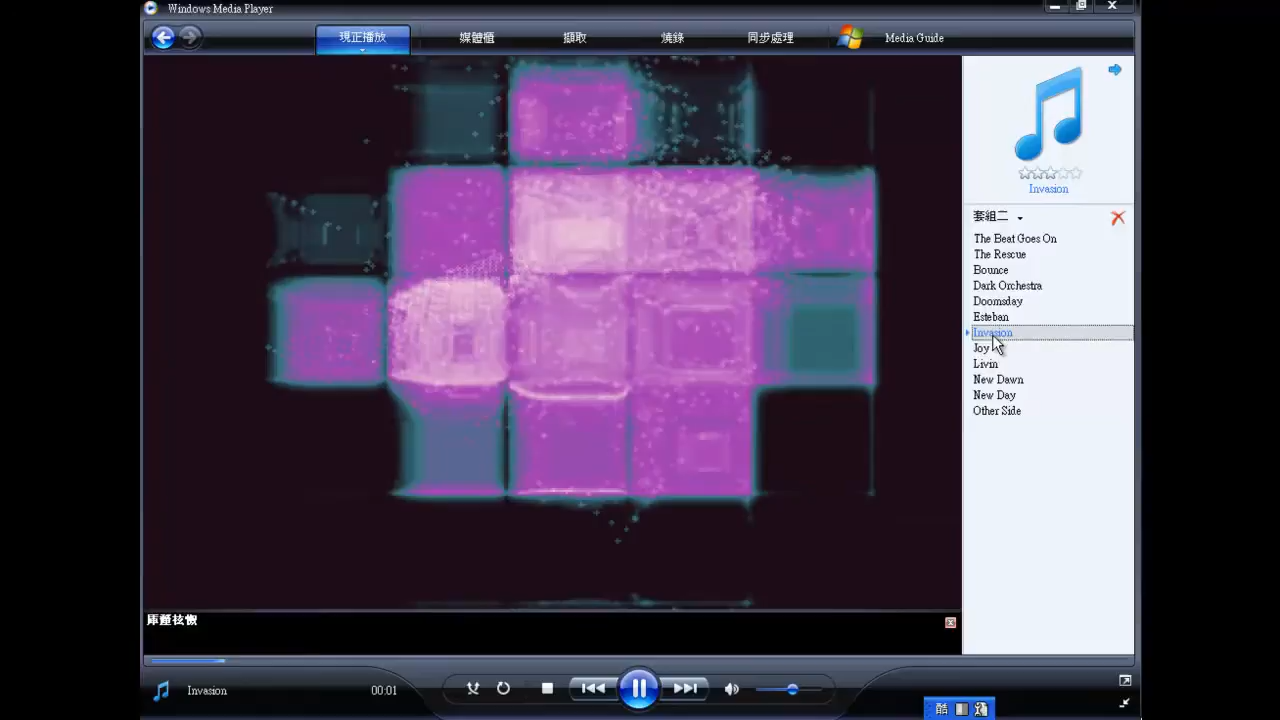 Windows Media Player
現正播放 媒體櫃 擷取 燒錄 同步處理 Media Guide
Invasion
套組二
The Beat Goes On
The Rescue
Bounce
Dark Orchestra
Doomsday
Esteban
Invasion
Joy
Livin
New Dawn
New Day
Other Side
Invasion 00:01
酷